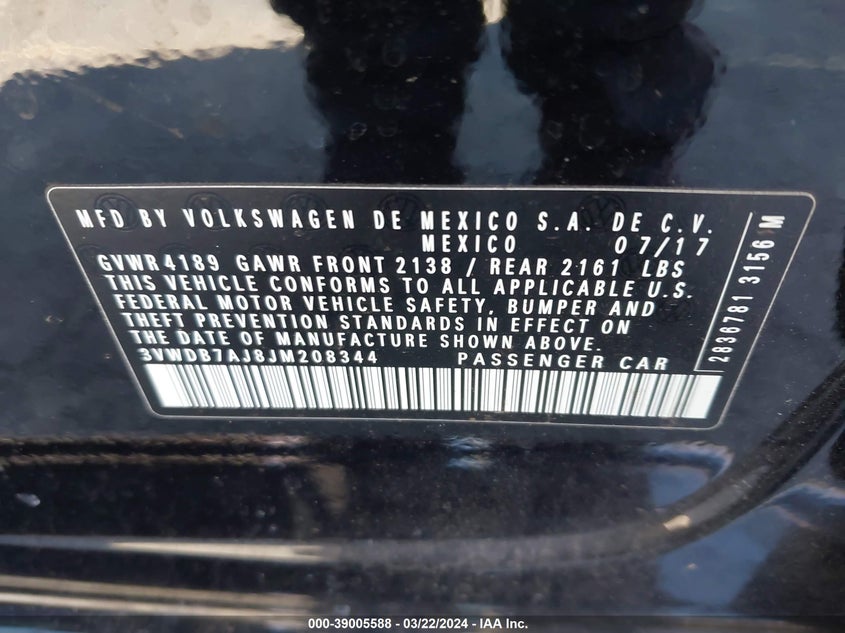 MFD BY VOLKSWAGEN DE MEXICO S.A. DE C.V.
MEXICO 07/17
GVWR 4189 GAWR FRONT 2138 / REAR 2161 LBS
THIS VEHICLE CONFORMS TO ALL APPLICABLE U.S.
FEDERAL MOTOR VEHICLE SAFETY, BUMPER AND
THEFT PREVENTION STANDARDS IN EFFECT ON
THE DATE OF MANUFACTURE SHOWN ABOVE.
3VWDB7AJ8JM208344 PASSENGER CAR
2836781 3156 M
000-39005588 - 03/22/2024 - IAA Inc.